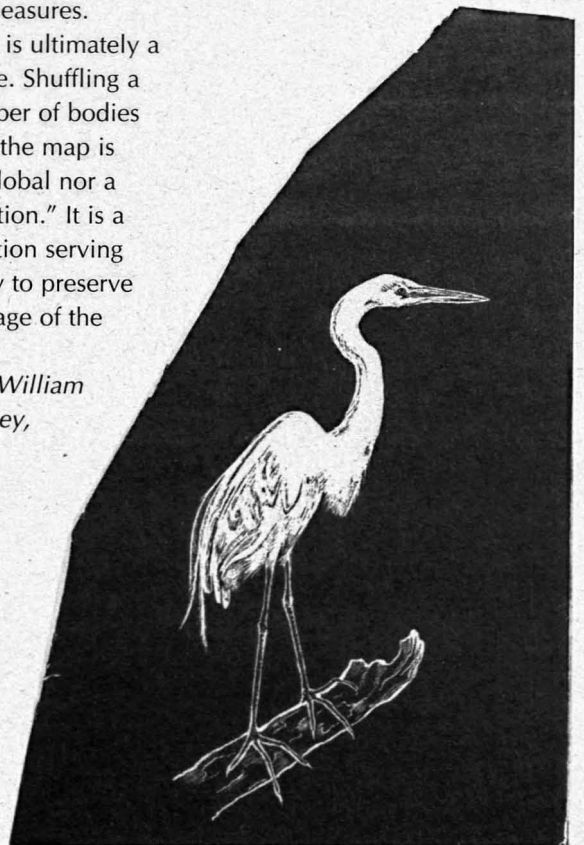 easures.
is ultimately a
e. Shuffling a
ber of bodies
the map is
lobal nor a
tion." It is a
tion serving
y to preserve
age of the
William
ey,